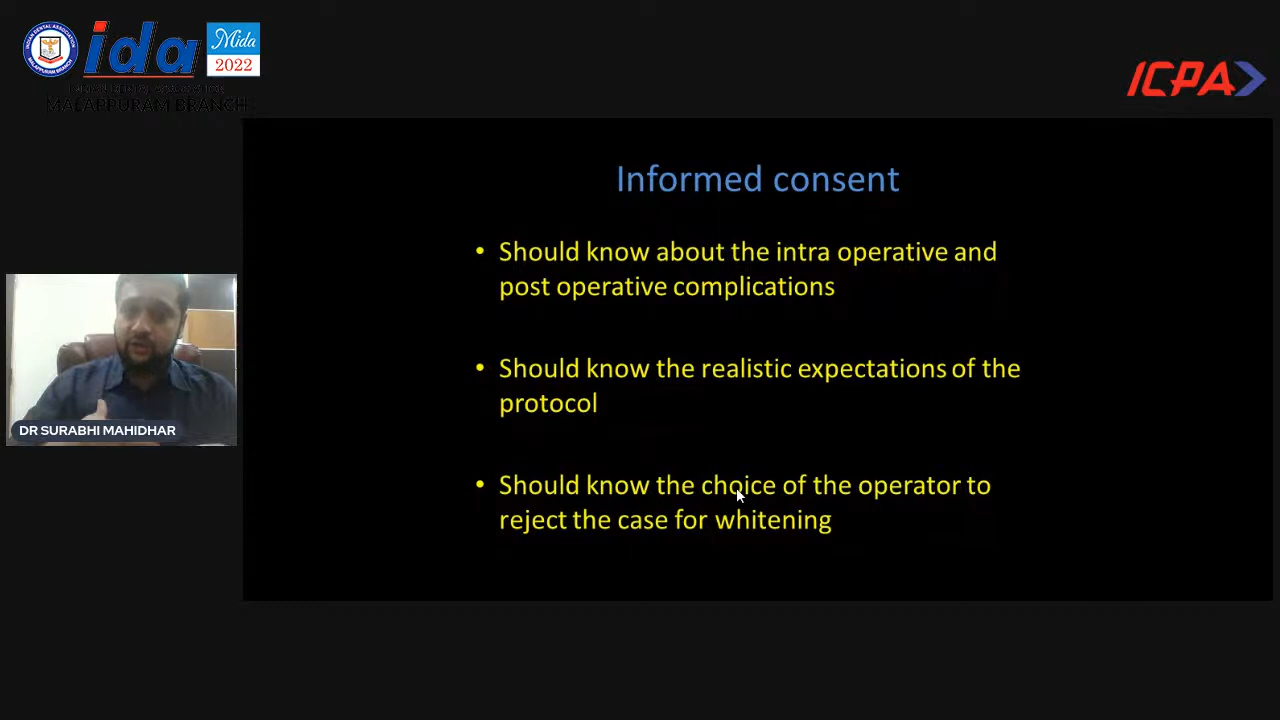 ida
Mida
2022
MALAPPURAM BRANCH
ICPA
Informed consent
• Should know about the intra operative and
post operative complications
• Should know the realistic expectations of the
protocol
• Should know the choice of the operator to
reject the case for whitening
DR SURABHI MAHIDHAR